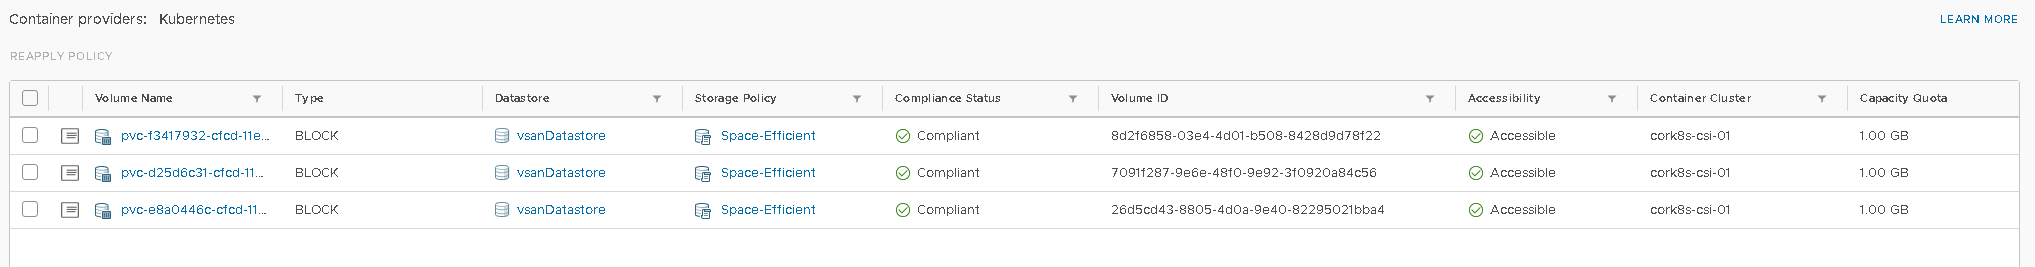 Container providers: Kubernetes LEARN MORE
REAPPLY POLICY
Volume Name Type Datastore Storage Policy Compliance Status Volume ID Accessibility Container Cluster Capacity Quota
pvc-f3417932-cfcd-11e... BLOCK vsanDatastore Space-Efficient Compliant 8d2f6858-03e4-4d01-b508-8428d9d78f22 Accessible cork8s-csi-01 1.00 GB
pvc-d25d6c31-cfcd-11... BLOCK vsanDatastore Space-Efficient Compliant 7091f287-9e6e-48f0-9e92-3f0920a84c56 Accessible cork8s-csi-01 1.00 GB
pvc-e8a0446c-cfcd-11... BLOCK vsanDatastore Space-Efficient Compliant 26d5cd43-8805-4d0a-9e40-82295021bba4 Accessible cork8s-csi-01 1.00 GB